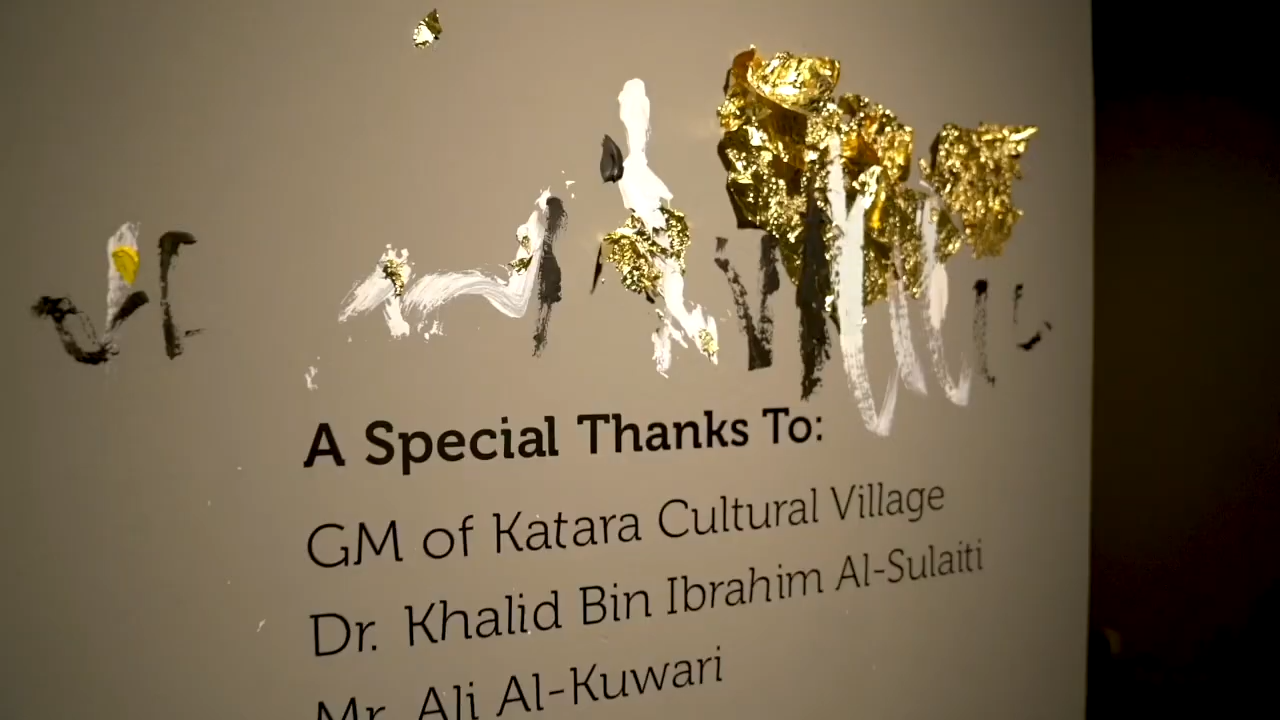 A Special Thanks To:
GM of Katara Cultural Village
Dr. Khalid Bin Ibrahim Al-Sulaiti
Mr. Ali Al-Kuwari